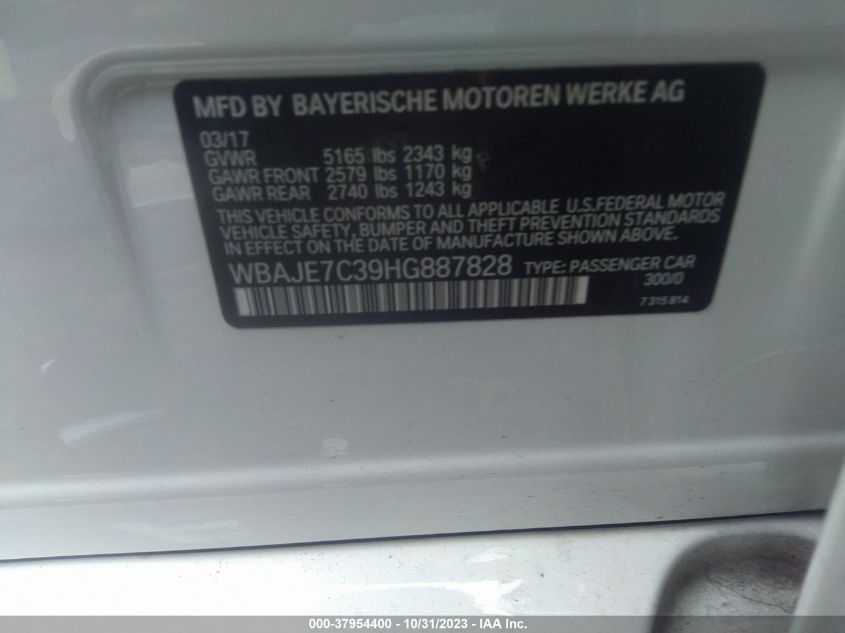 MFD BY BAYERISCHE MOTOREN WERKE AG
03/17
GVWR 5165 lbs 2343 kg
GAWR FRONT 2579 lbs 1170 kg
GAWR REAR 2740 lbs 1243 kg
THIS VEHICLE CONFORMS TO ALL APPLICABLE U.S.FEDERAL MOTOR
VEHICLE SAFETY, BUMPER AND THEFT PREVENTION STANDARDS
IN EFFECT ON THE DATE OF MANUFACTURE SHOWN ABOVE.
WBAJE7C39HG887828 TYPE: PASSENGER CAR
300/0
7 315 814
000-37954400 - 10/31/2023 - IAA Inc.